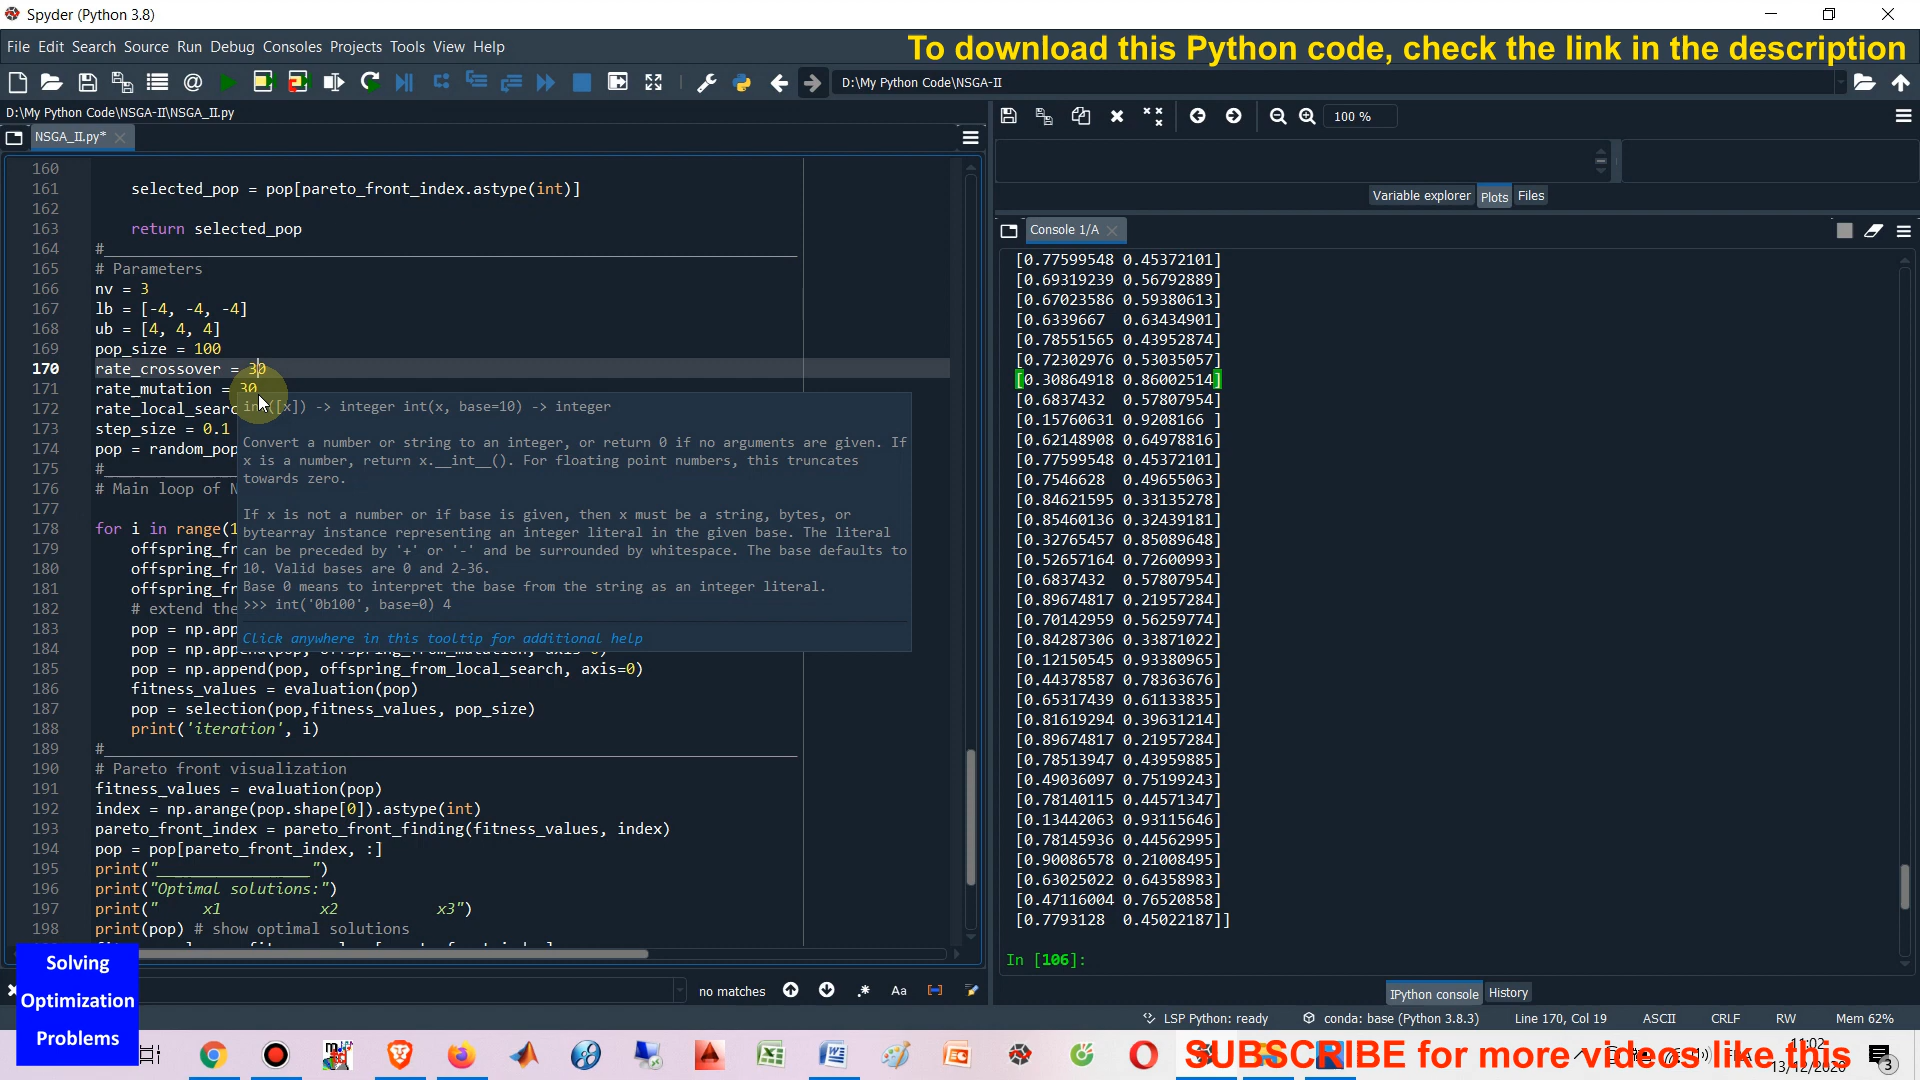 Spyder (Python 3.8)
File Edit Search Source Run Debug Consoles Projects Tools View Help
To download this Python code, check the link in the description
D:\My Python Code\NSGA-II
D:\My Python Code\NSGA-II\NSGA_II.py
NSGA_II.py*
100 %
160
161 selected_pop = pop[pareto_front_index.astype(int)]
162
163 return selected_pop
164 #
165 # Parameters
166 nv = 3
167 lb = [-4, -4, -4]
168 ub = [4, 4, 4]
169 pop_size = 100
170 rate_crossover = 30
171 rate_mutation = 30
172 rate_local_searc
173 step_size = 0.1
174 pop = random_pop
175 #
176 # Main loop of N
177
178 for i in range(1
179 offspring_fr
180 offspring_fr
181 offspring_fr
182 # extend the
183 pop = np.app
184 pop = np.append(pop, offspring_from_mutation, axis=0)
185 pop = np.append(pop, offspring_from_local_search, axis=0)
186 fitness_values = evaluation(pop)
187 pop = selection(pop,fitness_values, pop_size)
188 print('iteration', i)
189 #
190 # Pareto front visualization
191 fitness_values = evaluation(pop)
192 index = np.arange(pop.shape[0]).astype(int)
193 pareto_front_index = pareto_front_finding(fitness_values, index)
194 pop = pop[pareto_front_index, :]
195 print("_________________")
196 print("Optimal solutions:")
197 print(" x1 x2 x3")
198 print(pop) # show optimal solutions
int([x]) -> integer int(x, base=10) -> integer
Convert a number or string to an integer, or return 0 if no arguments are given. If
x is a number, return x.__int__(). For floating point numbers, this truncates
towards zero.
If x is not a number or if base is given, then x must be a string, bytes, or
bytearray instance representing an integer literal in the given base. The literal
can be preceded by '+' or '-' and be surrounded by whitespace. The base defaults to
10. Valid bases are 0 and 2-36.
Base 0 means to interpret the base from the string as an integer literal.
>>> int('0b100', base=0) 4
Click anywhere in this tooltip for additional help
Variable explorer Plots Files
Console 1/A
[0.77599548 0.45372101]
[0.69319239 0.56792889]
[0.67023586 0.59380613]
[0.6339667 0.63434901]
[0.78551565 0.43952874]
[0.72302976 0.53035057]
[0.30864918 0.86002514]
[0.6837432 0.57807954]
[0.15760631 0.9208166 ]
[0.62148908 0.64978816]
[0.77599548 0.45372101]
[0.7546628 0.49655063]
[0.84621595 0.33135278]
[0.85460136 0.32439181]
[0.32765457 0.85089648]
[0.52657164 0.72600993]
[0.6837432 0.57807954]
[0.89674817 0.21957284]
[0.70142959 0.56259774]
[0.84287306 0.33871022]
[0.12150545 0.93380965]
[0.44378587 0.78363676]
[0.65317439 0.61133835]
[0.81619294 0.39631214]
[0.89674817 0.21957284]
[0.78513947 0.43959885]
[0.49036097 0.75199243]
[0.78140115 0.44571347]
[0.13442063 0.93115646]
[0.78145936 0.44562995]
[0.90086578 0.21008495]
[0.63025022 0.64358983]
[0.47116004 0.76520858]
[0.7793128 0.45022187]]
In [106]:
no matches
.*
Aa
IPython console History
LSP Python: ready conda: base (Python 3.8.3) Line 170, Col 19 ASCII CRLF RW Mem 62%
Solving
Optimization
Problems
SUBSCRIBE for more videos like this
11:02
3